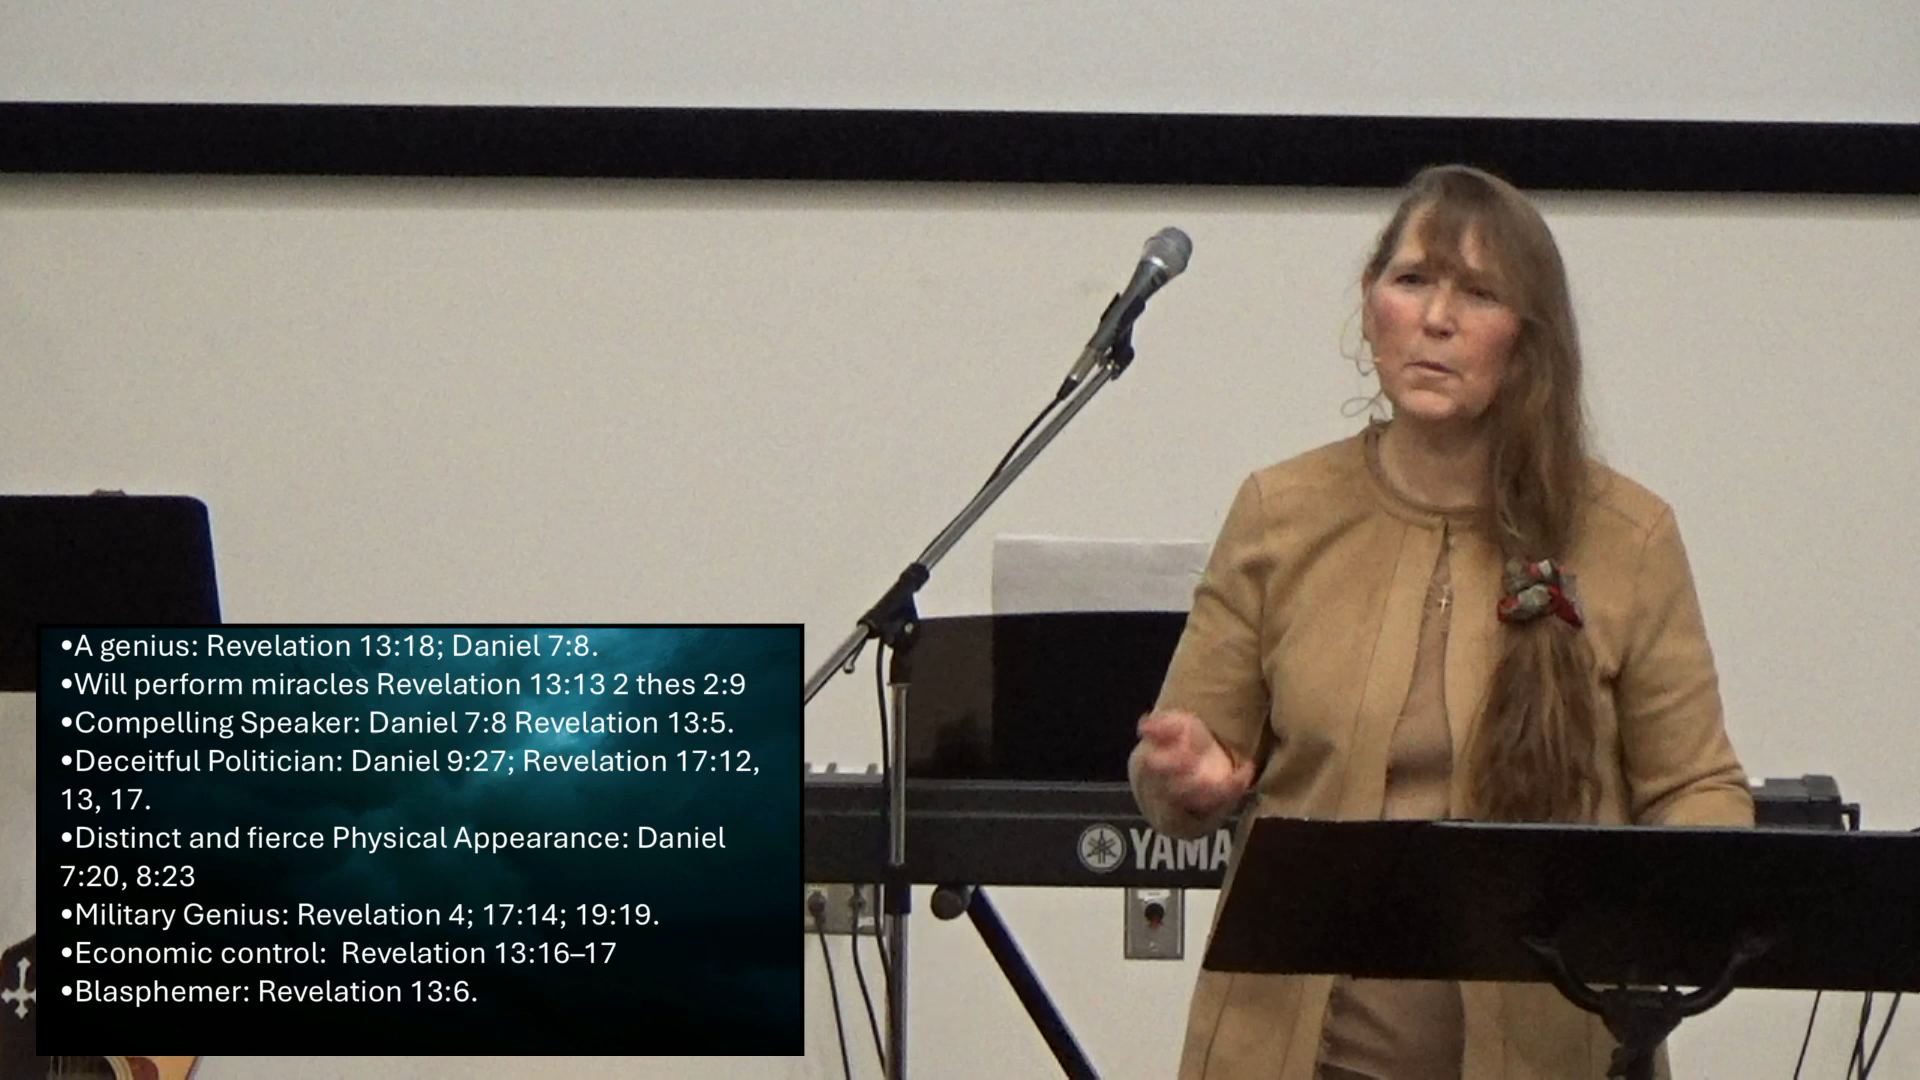 •A genius: Revelation 13:18; Daniel 7:8.
•Will perform miracles Revelation 13:13 2 thes 2:9
•Compelling Speaker: Daniel 7:8 Revelation 13:5.
•Deceitful Politician: Daniel 9:27; Revelation 17:12,
13, 17.
•Distinct and fierce Physical Appearance: Daniel
7:20, 8:23
•Military Genius: Revelation 4; 17:14; 19:19.
•Economic control:  Revelation 13:16–17
•Blasphemer: Revelation 13:6.
YAMA